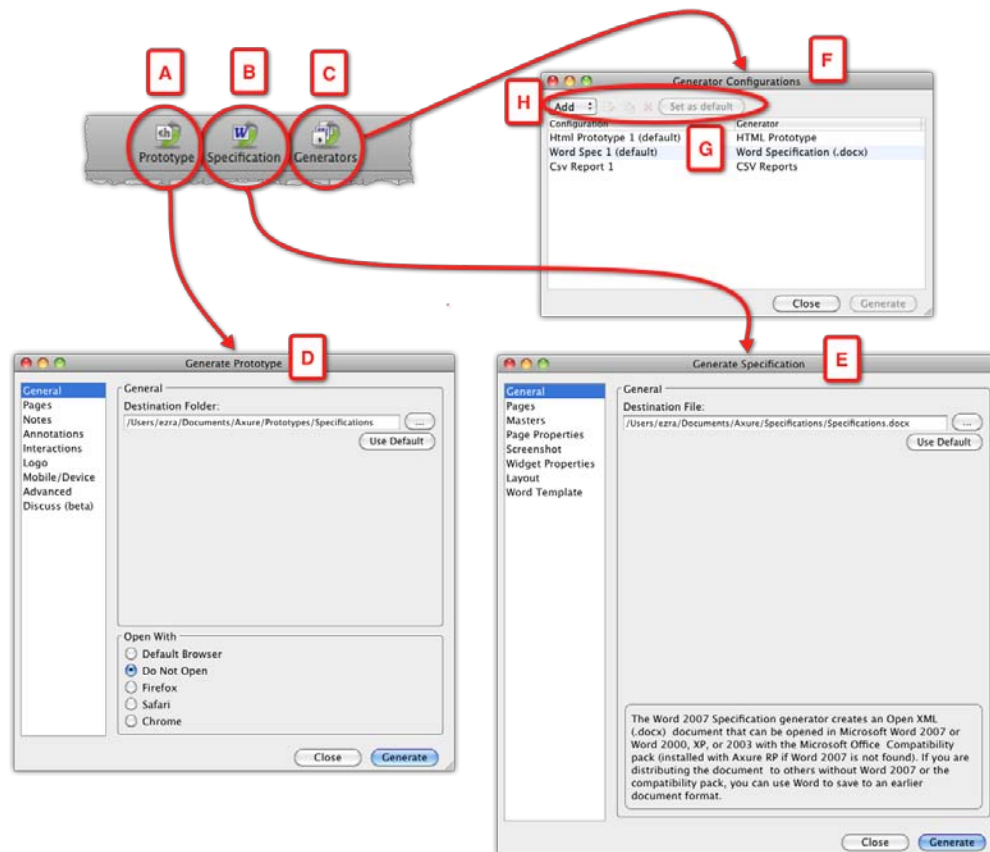 A
B
C
Prototype
Specification
Generators
F
Generator Configurations
H
Add
Set as default
Configuration
Generator
Html Prototype 1 (default)
HTML Prototype
G
Word Spec 1 (default)
Word Specification (.docx)
Csv Report 1
CSV Reports
Close
Generate
D
Generate Prototype
General
Pages
Notes
Annotations
Interactions
Logo
Mobile/Device
Advanced
Discuss (beta)
General
Destination Folder:
/Users/ezra/Documents/Axure/Prototypes/Specifications
...
Use Default
Open With
Default Browser
Do Not Open
Firefox
Safari
Chrome
Close
Generate
E
Generate Specification
General
Pages
Masters
Page Properties
Screenshot
Widget Properties
Layout
Word Template
General
Destination File:
/Users/ezra/Documents/Axure/Specifications/Specifications.docx
...
Use Default
The Word 2007 Specification generator creates an Open XML
(.docx) document that can be opened in Microsoft Word 2007 or
Word 2000, XP, or 2003 with the Microsoft Office Compatibility
pack (installed with Axure RP if Word 2007 is not found). If you are
distributing the document to others without Word 2007 or the
compatibility pack, you can use Word to save to an earlier
document format.
Close
Generate